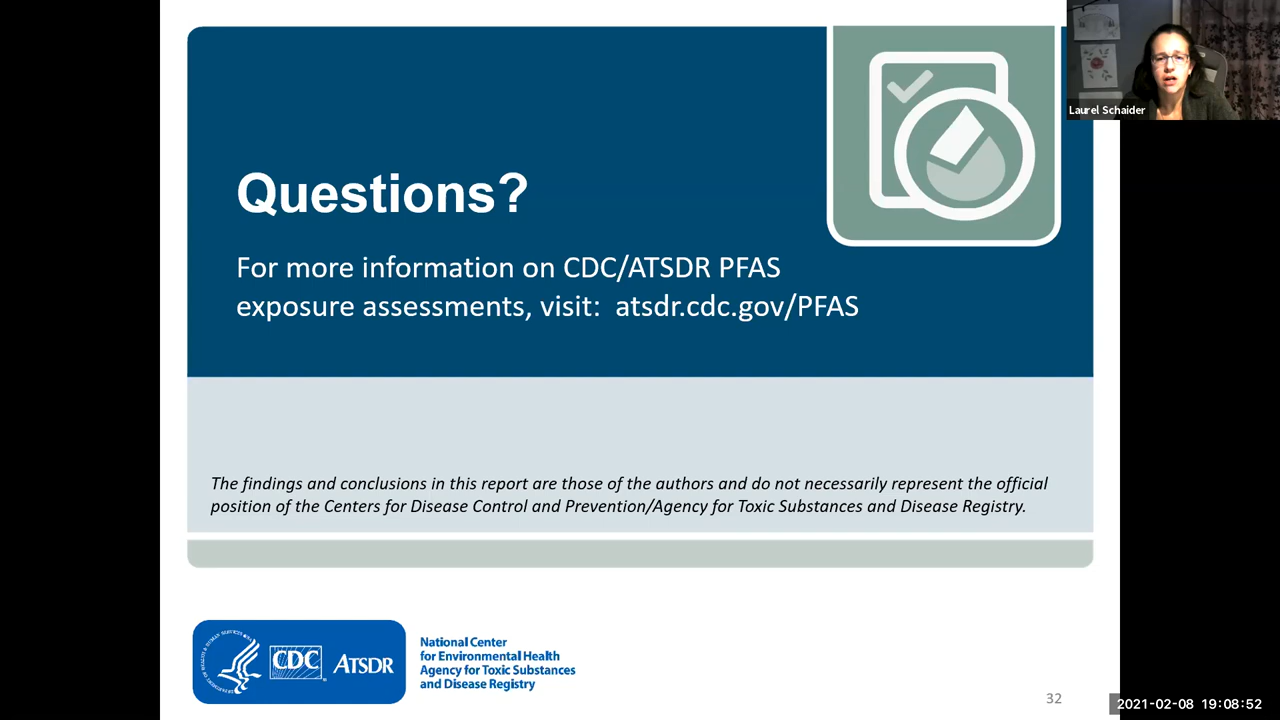 Laurel Schaider
Questions?
For more information on CDC/ATSDR PFAS
exposure assessments, visit:  atsdr.cdc.gov/PFAS
The findings and conclusions in this report are those of the authors and do not necessarily represent the official
position of the Centers for Disease Control and Prevention/Agency for Toxic Substances and Disease Registry.
CDC
ATSDR
National Center
for Environmental Health
Agency for Toxic Substances
and Disease Registry
32
2021-02-08 19:08:52